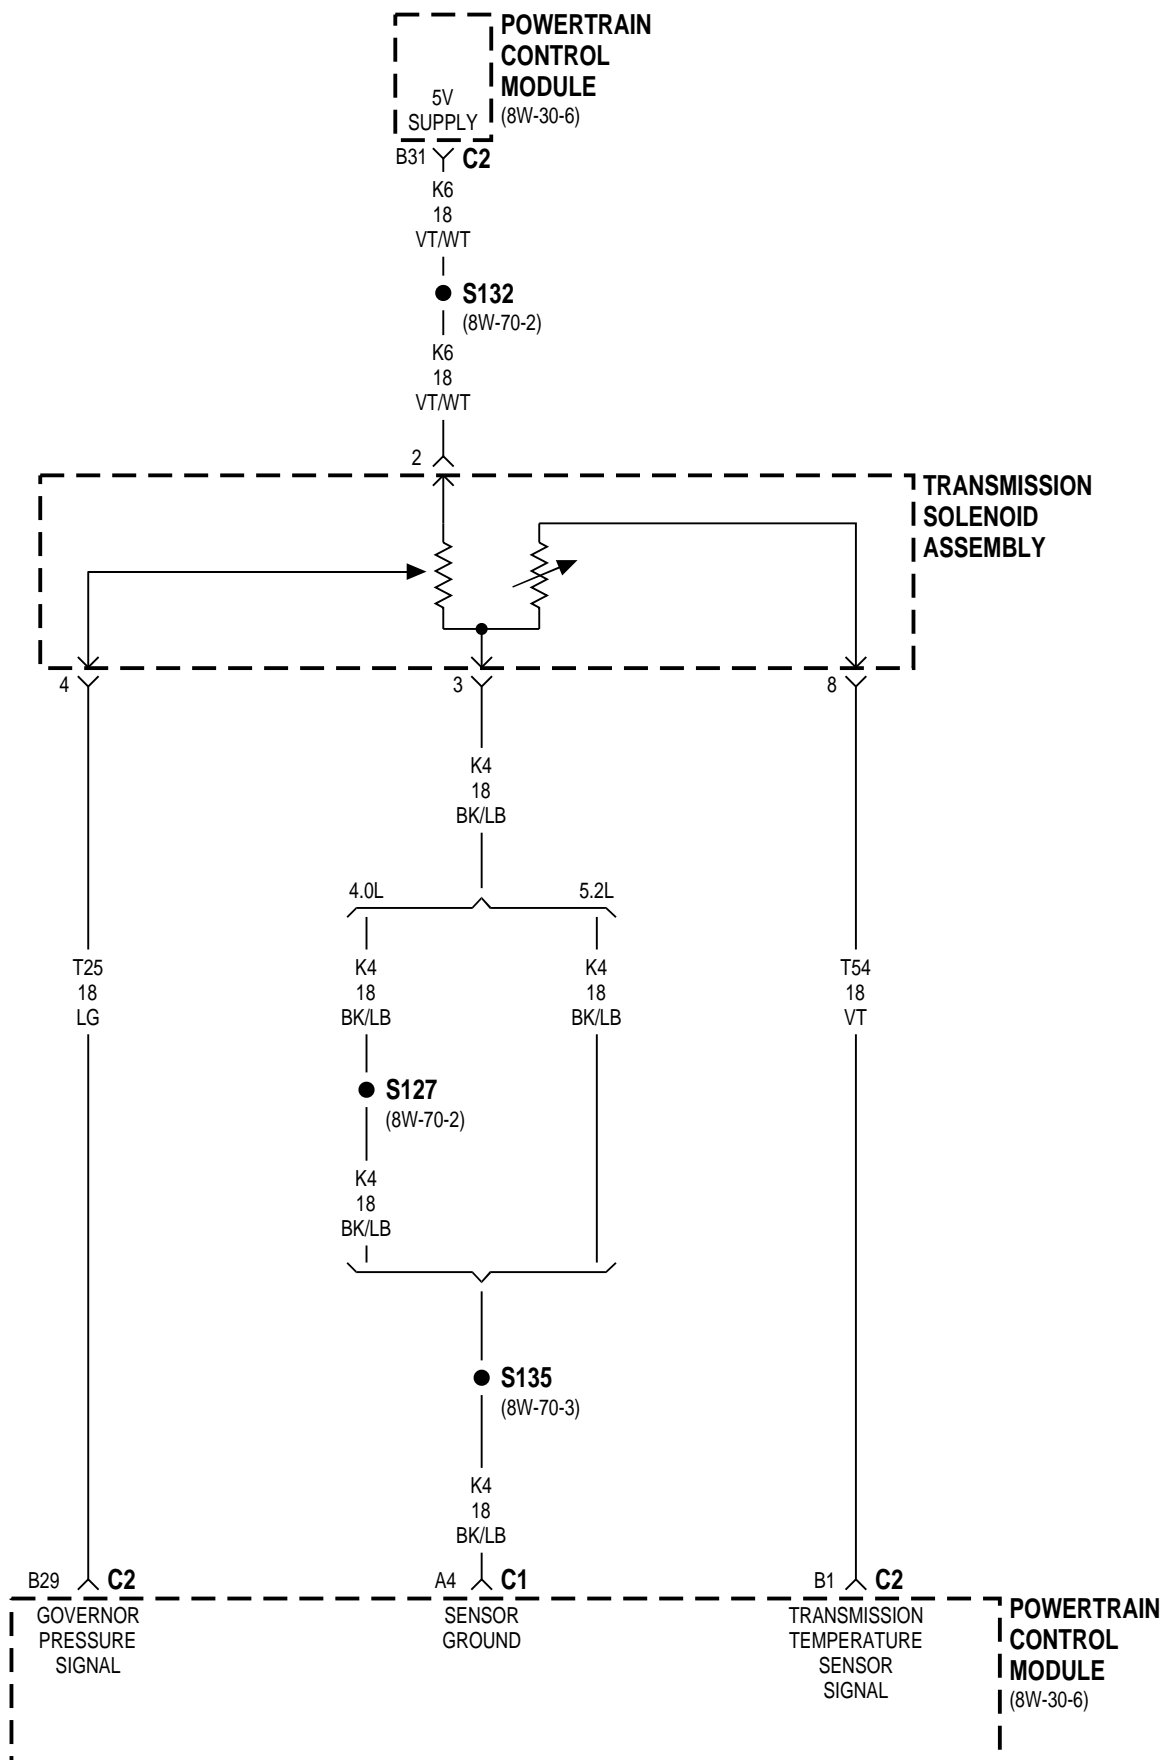 POWERTRAIN
CONTROL
MODULE
(8W-30-6)
5V
SUPPLY
B31
C2
K6
18
VT/WT
S132
(8W-70-2)
K6
18
VT/WT
2
TRANSMISSION
SOLENOID
ASSEMBLY
4
3
8
K4
18
BK/LB
4.0L
5.2L
T25
18
LG
K4
18
BK/LB
K4
18
BK/LB
T54
18
VT
S127
(8W-70-2)
K4
18
BK/LB
S135
(8W-70-3)
K4
18
BK/LB
B29
C2
A4
C1
B1
C2
GOVERNOR
PRESSURE
SIGNAL
SENSOR
GROUND
TRANSMISSION
TEMPERATURE
SENSOR
SIGNAL
POWERTRAIN
CONTROL
MODULE
(8W-30-6)